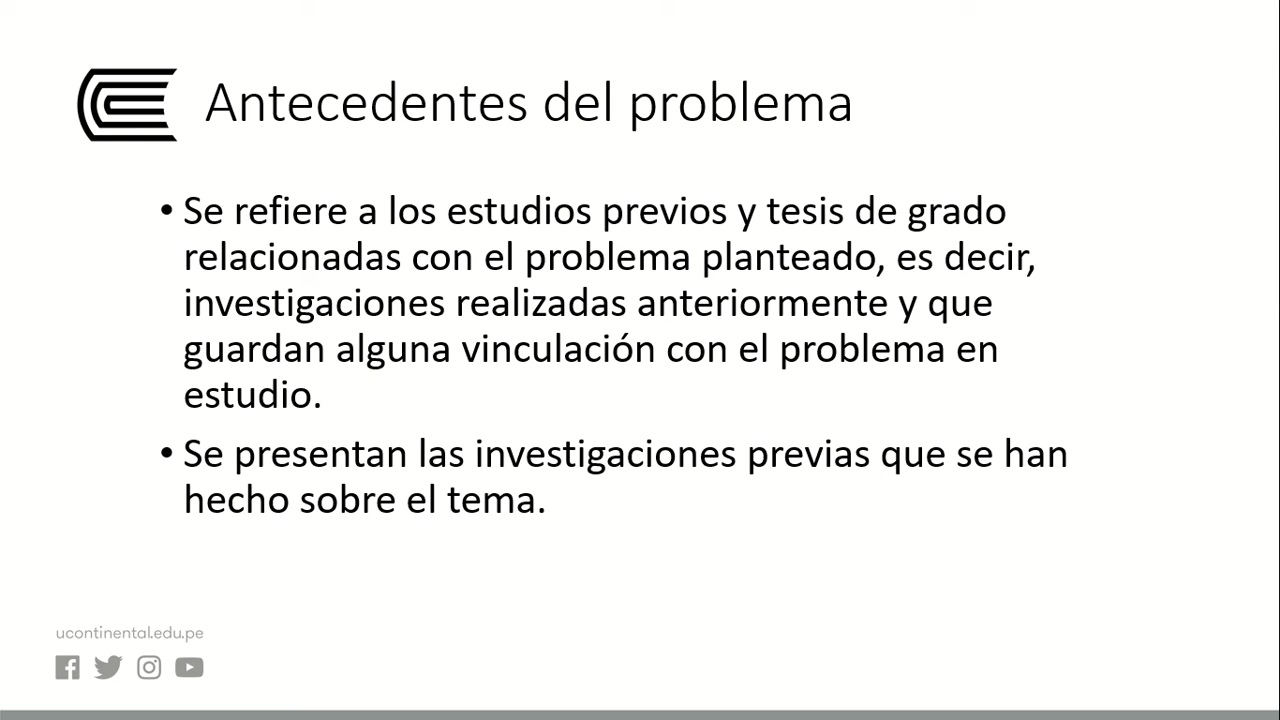 Antecedentes del problema
• Se refiere a los estudios previos y tesis de grado
relacionadas con el problema planteado, es decir,
investigaciones realizadas anteriormente y que
guardan alguna vinculación con el problema en
estudio.
• Se presentan las investigaciones previas que se han
hecho sobre el tema.
ucontinental.edu.pe